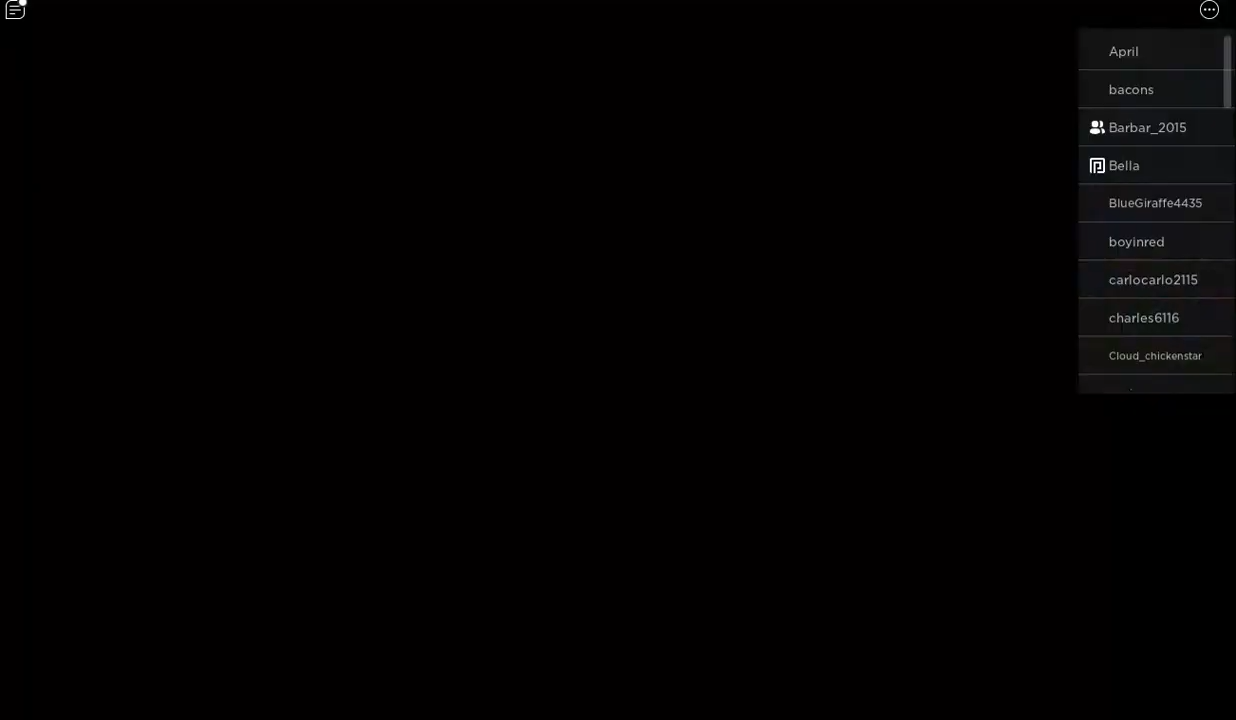 April
bacons
Barbar_2015
Bella
BlueGiraffe4435
boyinred
carlocarlo2115
charles6116
Cloud_chickenstar